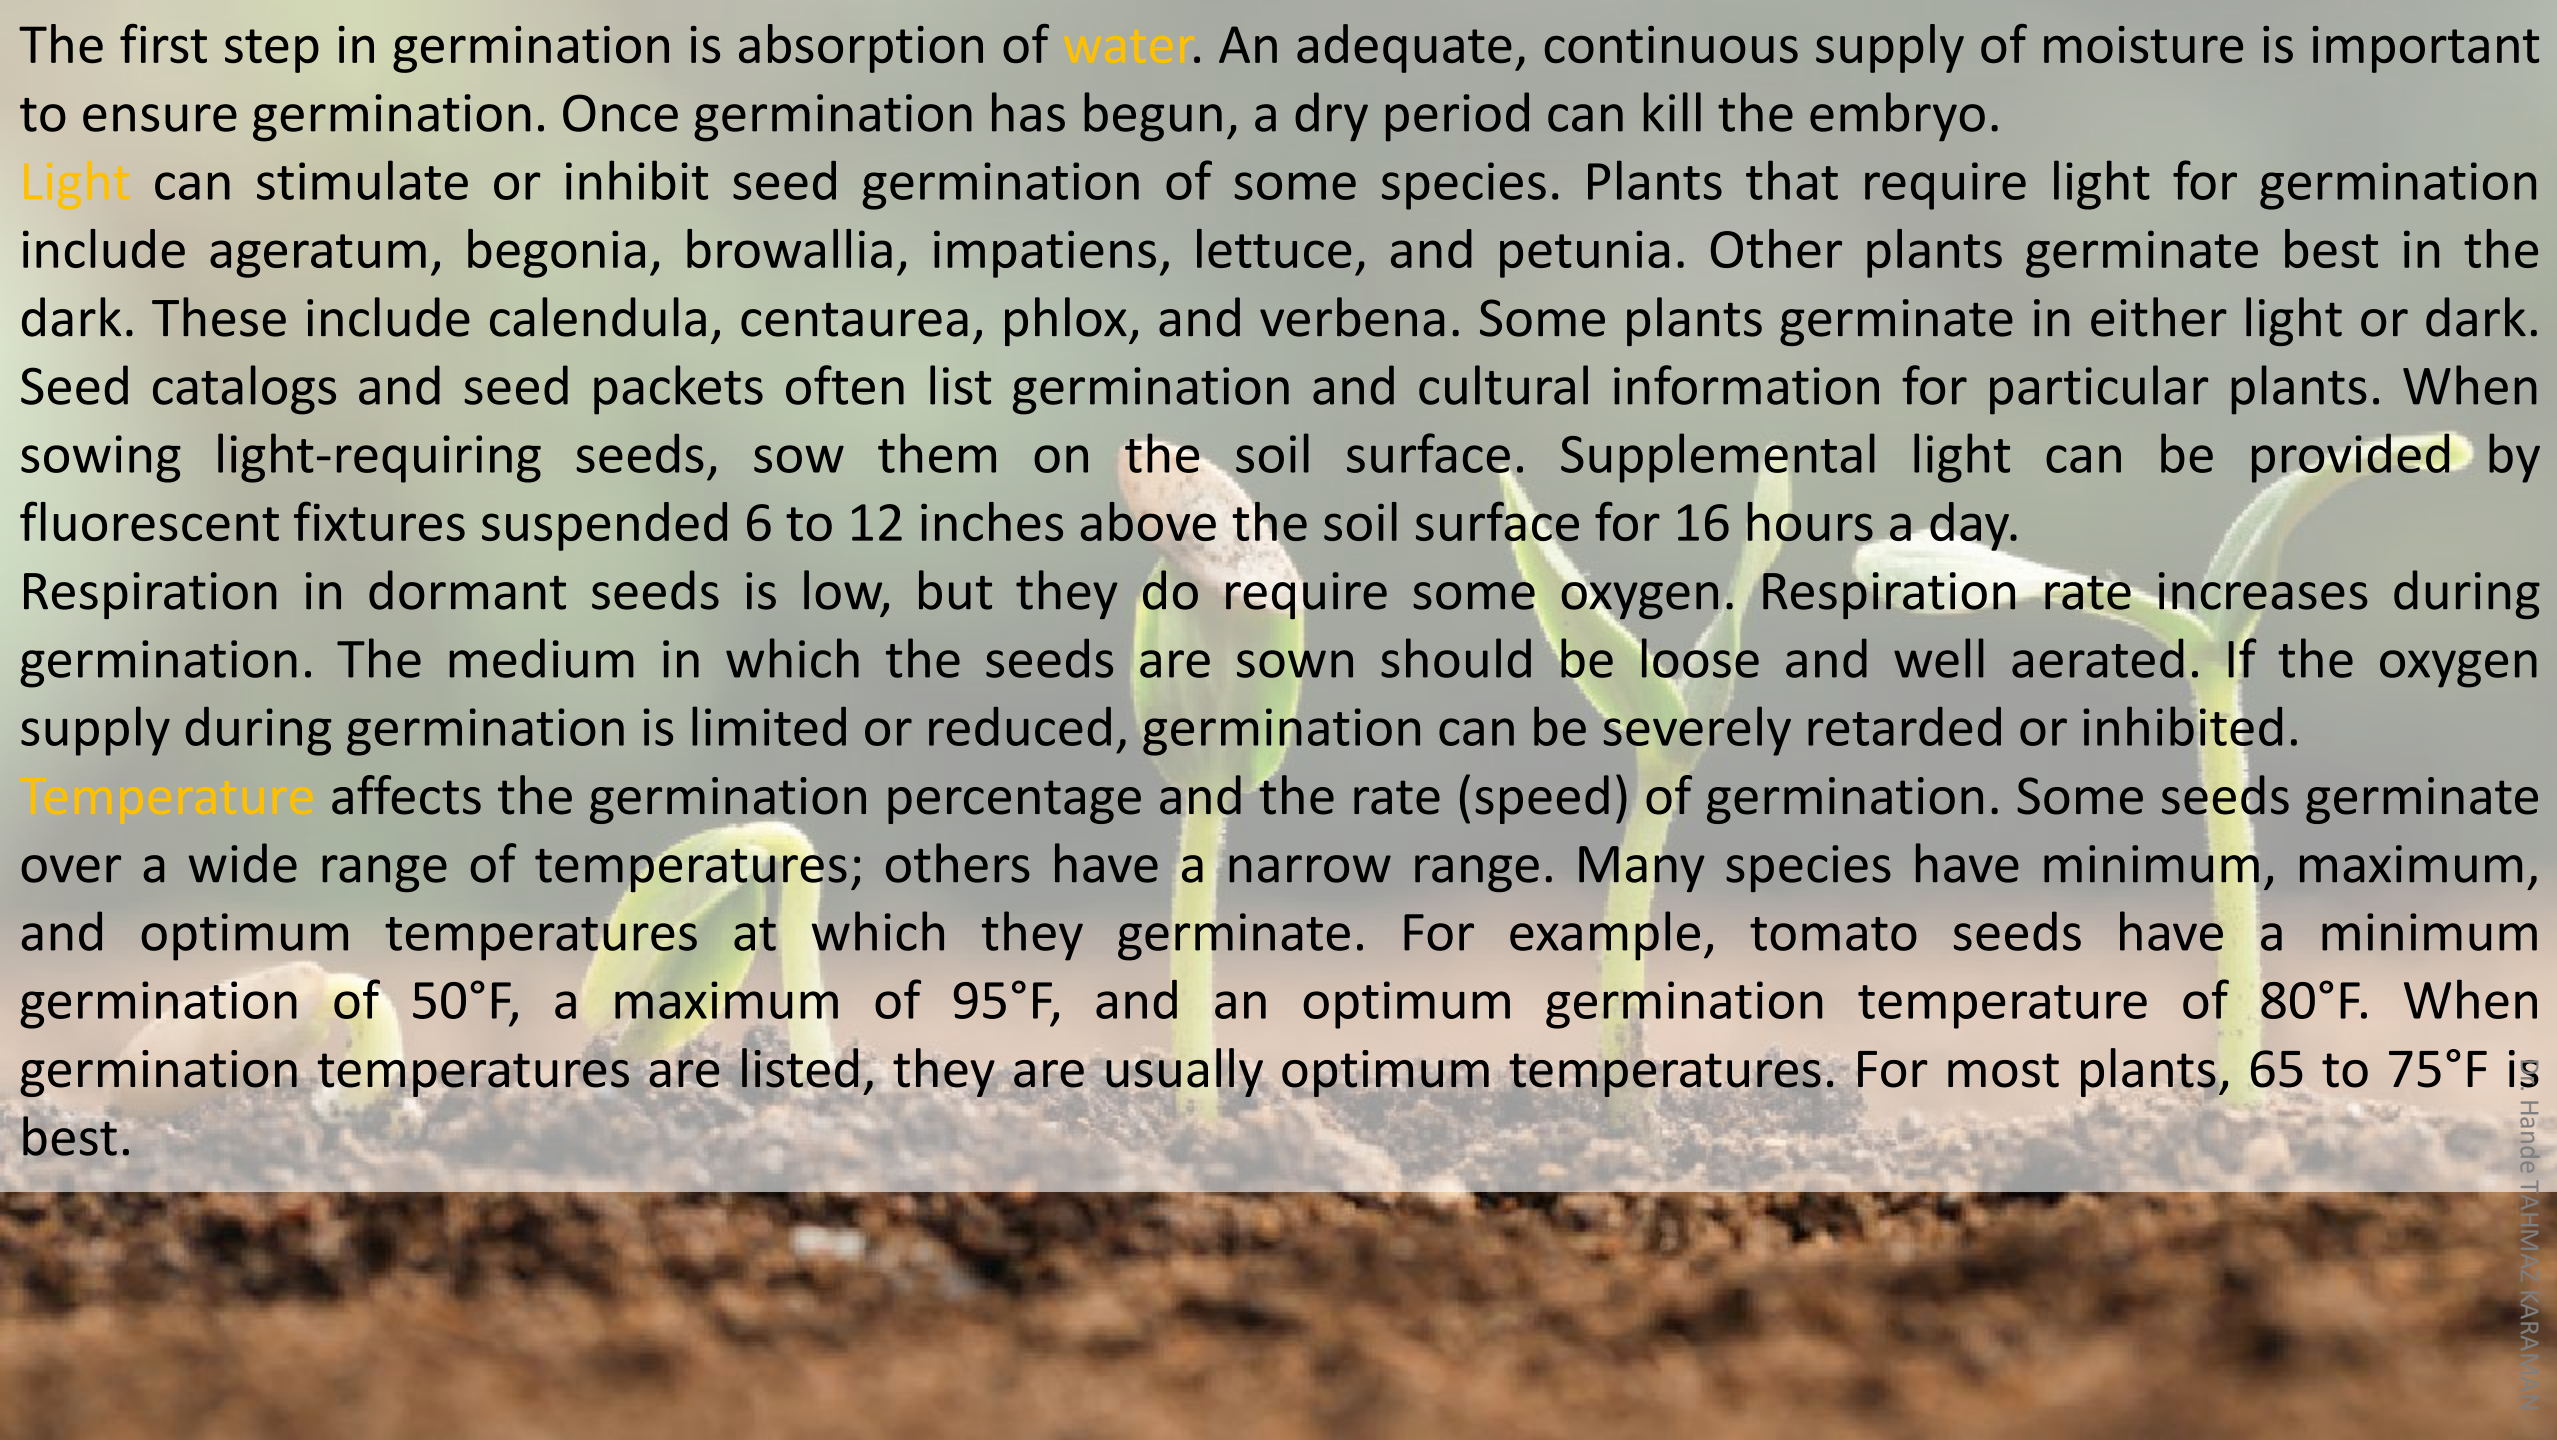 The first step in germination is absorption of water. An adequate, continuous supply of moisture is important
to ensure germination. Once germination has begun, a dry period can kill the embryo.
Light can stimulate or inhibit seed germination of some species. Plants that require light for germination
include ageratum, begonia, browallia, impatiens, lettuce, and petunia. Other plants germinate best in the
dark. These include calendula, centaurea, phlox, and verbena. Some plants germinate in either light or dark.
Seed catalogs and seed packets often list germination and cultural information for particular plants. When
sowing light-requiring seeds, sow them on the soil surface. Supplemental light can be provided by
fluorescent fixtures suspended 6 to 12 inches above the soil surface for 16 hours a day.
Respiration in dormant seeds is low, but they do require some oxygen. Respiration rate increases during
germination. The medium in which the seeds are sown should be loose and well aerated. If the oxygen
supply during germination is limited or reduced, germination can be severely retarded or inhibited.
Temperature affects the germination percentage and the rate (speed) of germination. Some seeds germinate
over a wide range of temperatures; others have a narrow range. Many species have minimum, maximum,
and optimum temperatures at which they germinate. For example, tomato seeds have a minimum
germination of 50°F, a maximum of 95°F, and an optimum germination temperature of 80°F. When
germination temperatures are listed, they are usually optimum temperatures. For most plants, 65 to 75°F is
best.
Dr. Hande TAHMAZ KARAMAN